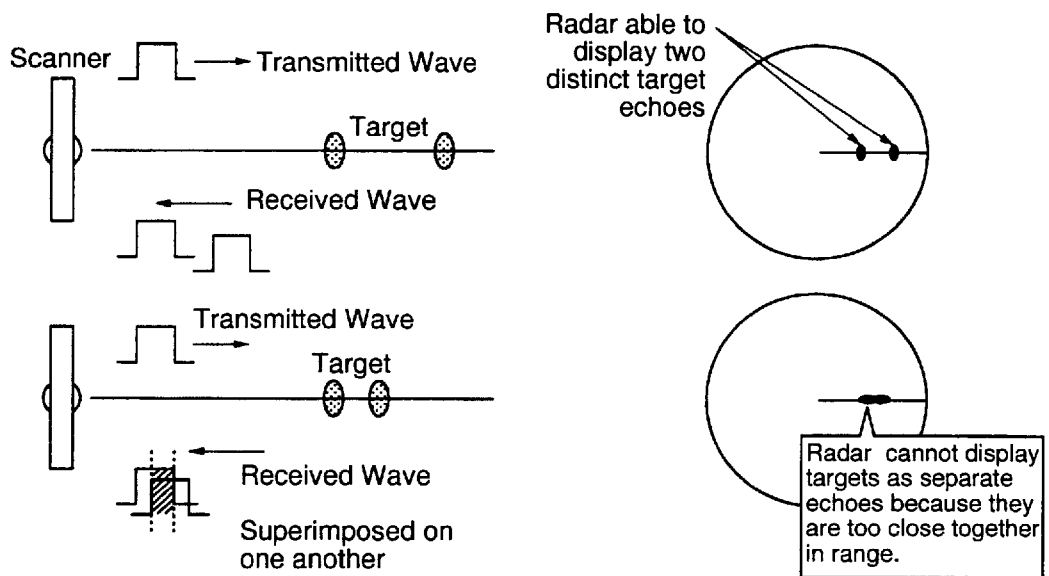 Scanner
Transmitted Wave
Target
Received Wave
Radar able to
display two
distinct target
echoes
Transmitted Wave
Target
Received Wave
Superimposed on
one another
Radar cannot display
targets as separate
echoes because they
are too close together
in range.